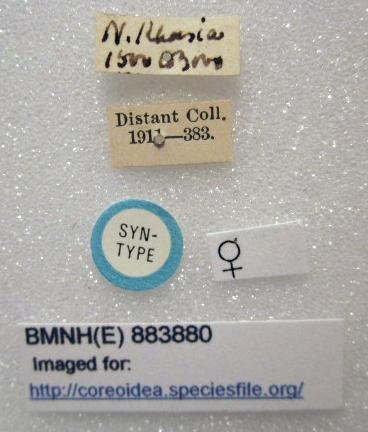 N. Khasia
Distant Coll.
1911—383.
SYN-
TYPE
♀
BMNH(E) 883880
Imaged for:
http://coreoidea.speciesfile.org/